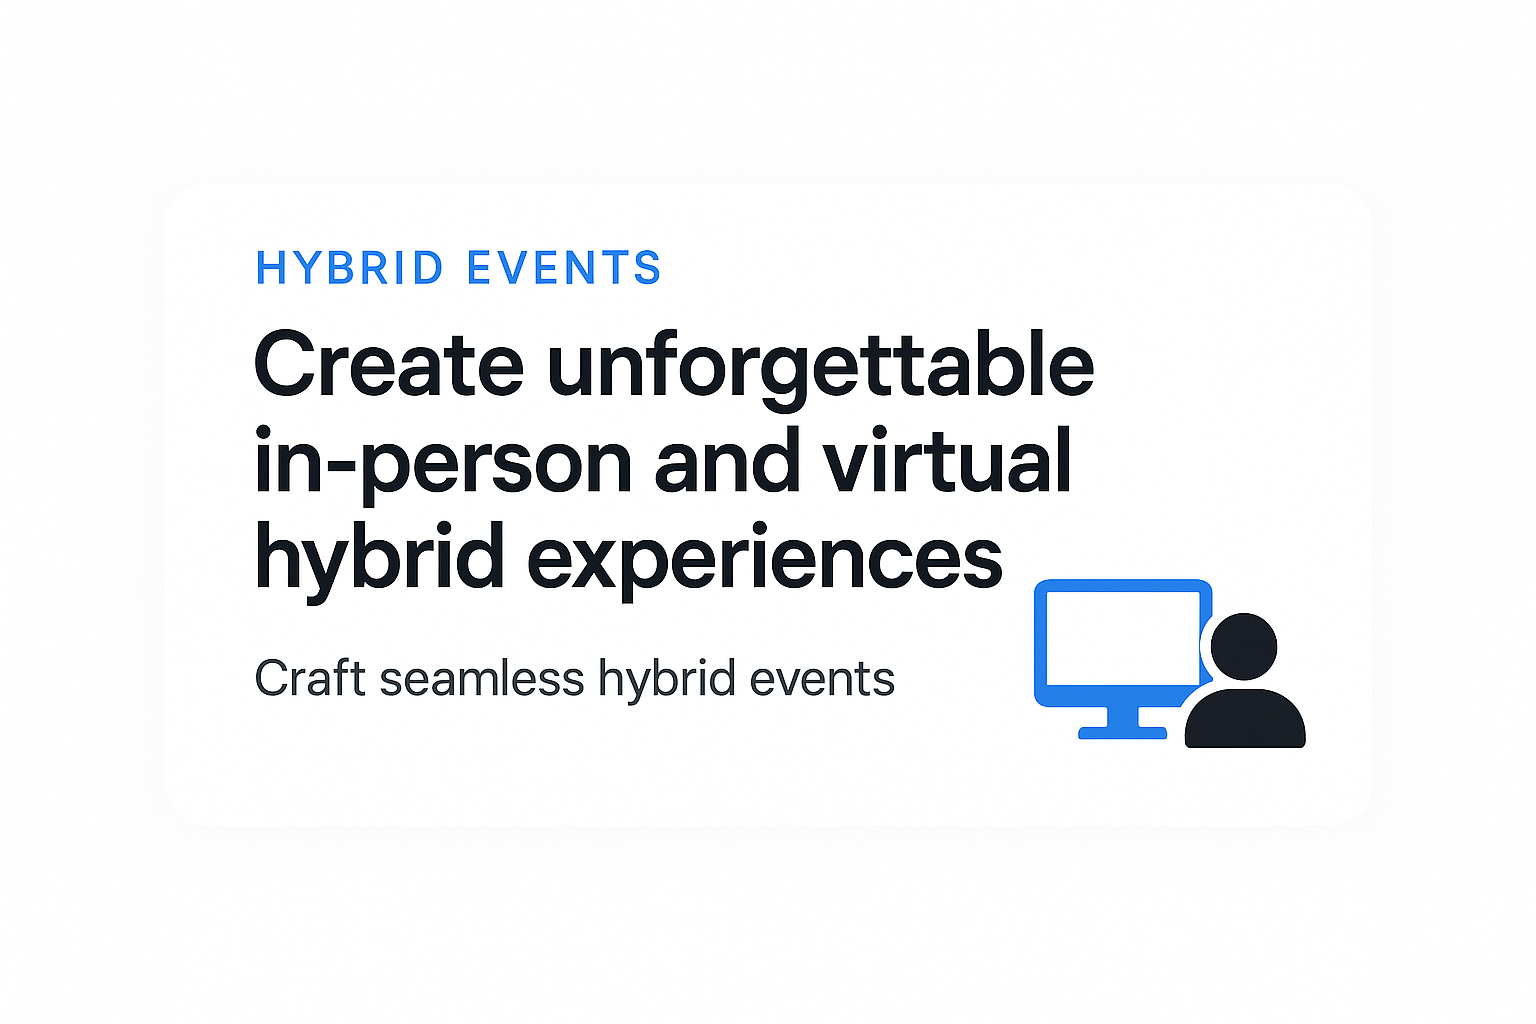 HYBRID EVENTS
Create unforgettable
in-person and virtual
hybrid experiences
Craft seamless hybrid events